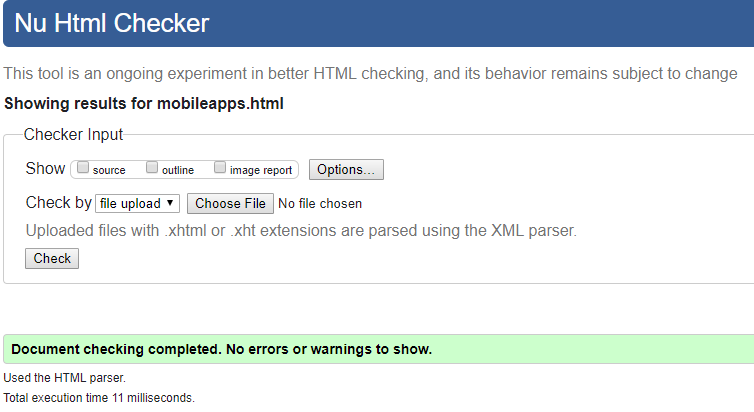 Nu Html Checker
This tool is an ongoing experiment in better HTML checking, and its behavior remains subject to change
Showing results for mobileapps.html
Checker Input
Show source outline image report Options...
Check by file upload Choose File No file chosen
Uploaded files with .xhtml or .xht extensions are parsed using the XML parser.
Check
Document checking completed. No errors or warnings to show.
Used the HTML parser.
Total execution time 11 milliseconds.